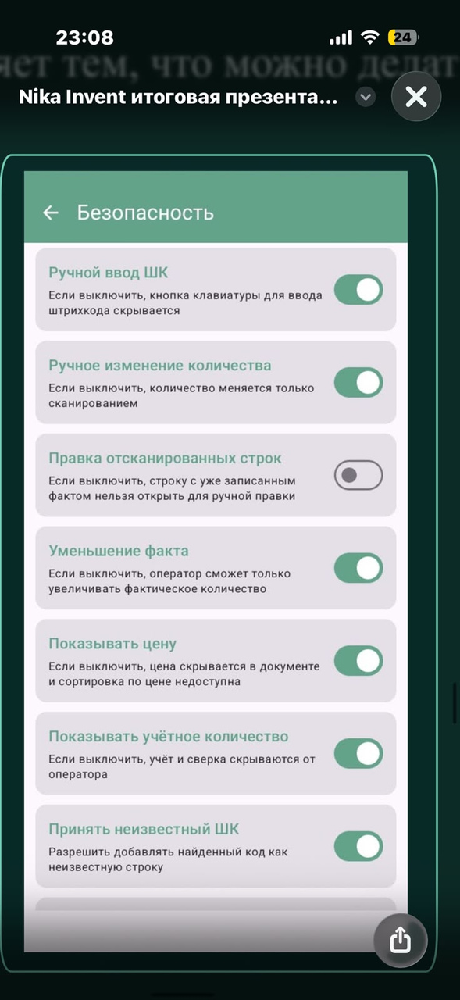 23:08
24
яет тем, что можно делат
Nika Invent итоговая презента...
Безопасность
Ручной ввод ШК
Если выключить, кнопка клавиатуры для ввода
штрихкода скрывается
Ручное изменение количества
Если выключить, количество меняется только
сканированием
Правка отсканированных строк
Если выключить, строку с уже записанным
фактом нельзя открыть для ручной правки
Уменьшение факта
Если выключить, оператор сможет только
увеличивать фактическое количество
Показывать цену
Если выключить, цена скрывается в документе
и сортировка по цене недоступна
Показывать учётное количество
Если выключить, учёт и сверка скрываются от
оператора
Принять неизвестный ШК
Разрешить добавлять найденный код как
неизвестную строку